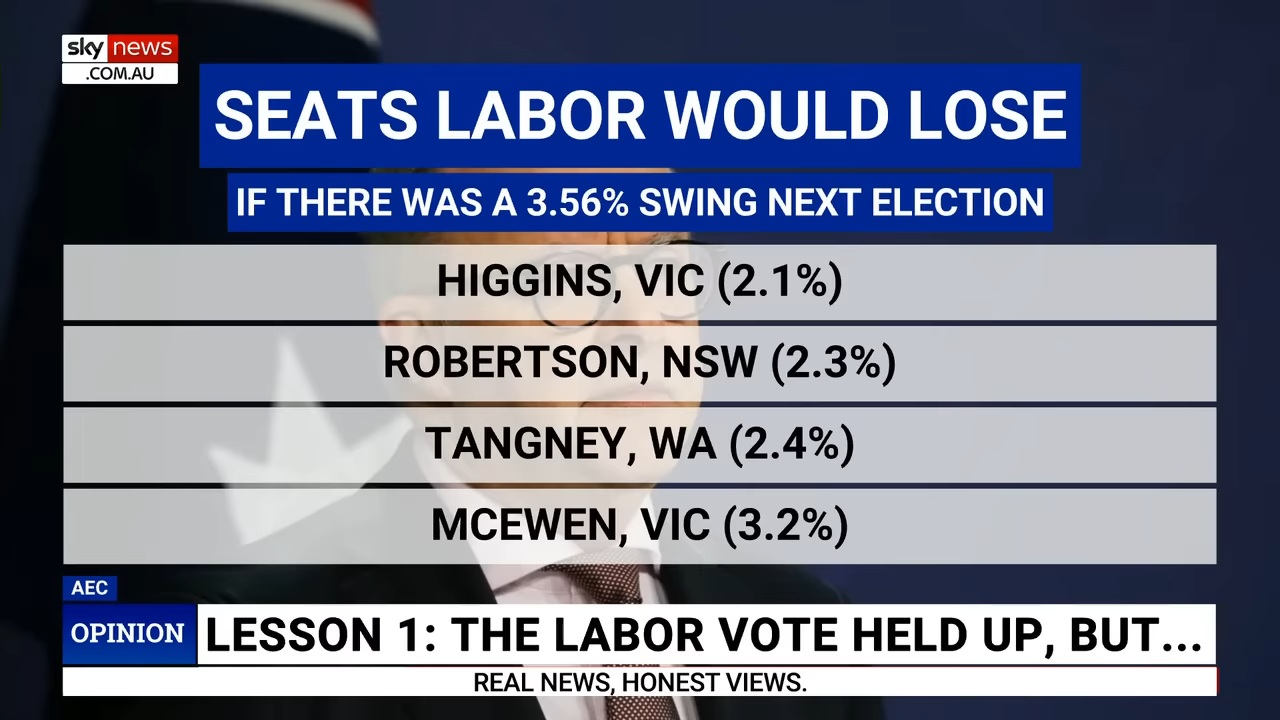 sky news
.COM.AU
SEATS LABOR WOULD LOSE
IF THERE WAS A 3.56% SWING NEXT ELECTION
HIGGINS, VIC (2.1%)
ROBERTSON, NSW (2.3%)
TANGNEY, WA (2.4%)
MCEWEN, VIC (3.2%)
AEC
OPINION LESSON 1: THE LABOR VOTE HELD UP, BUT...
REAL NEWS, HONEST VIEWS.